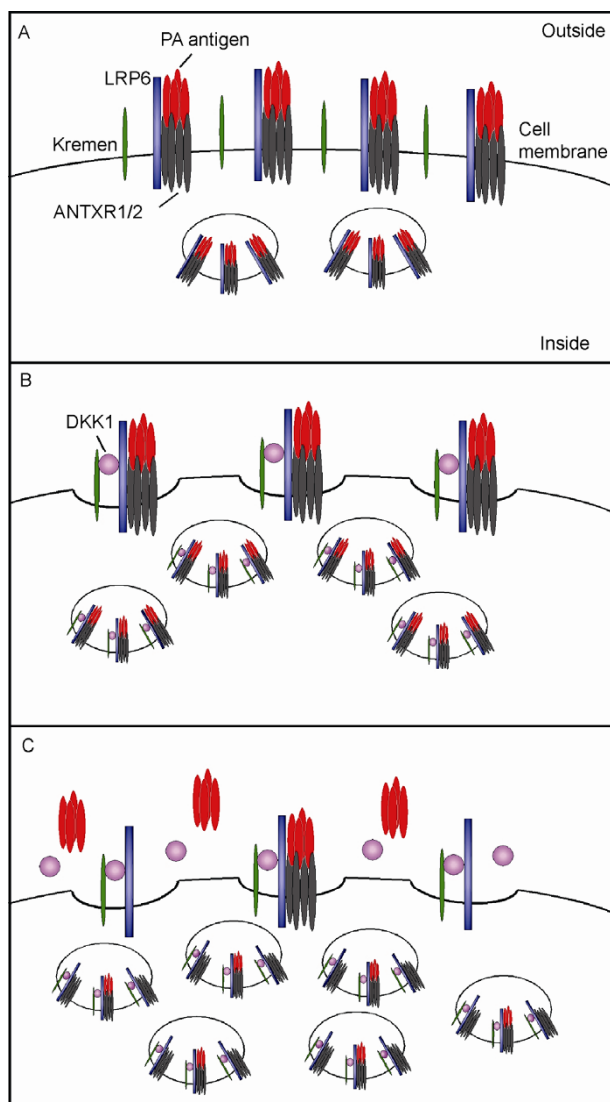 A
PA antigen
Outside
LRP6
Kremen
Cell
membrane
ANTXR1/2
Inside
B
DKK1
C